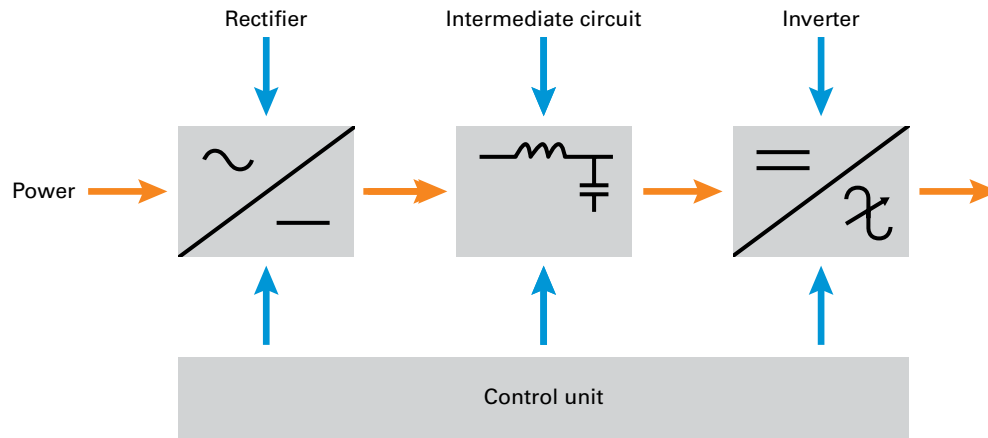 Rectifier
Intermediate circuit
Inverter
Power
Control unit